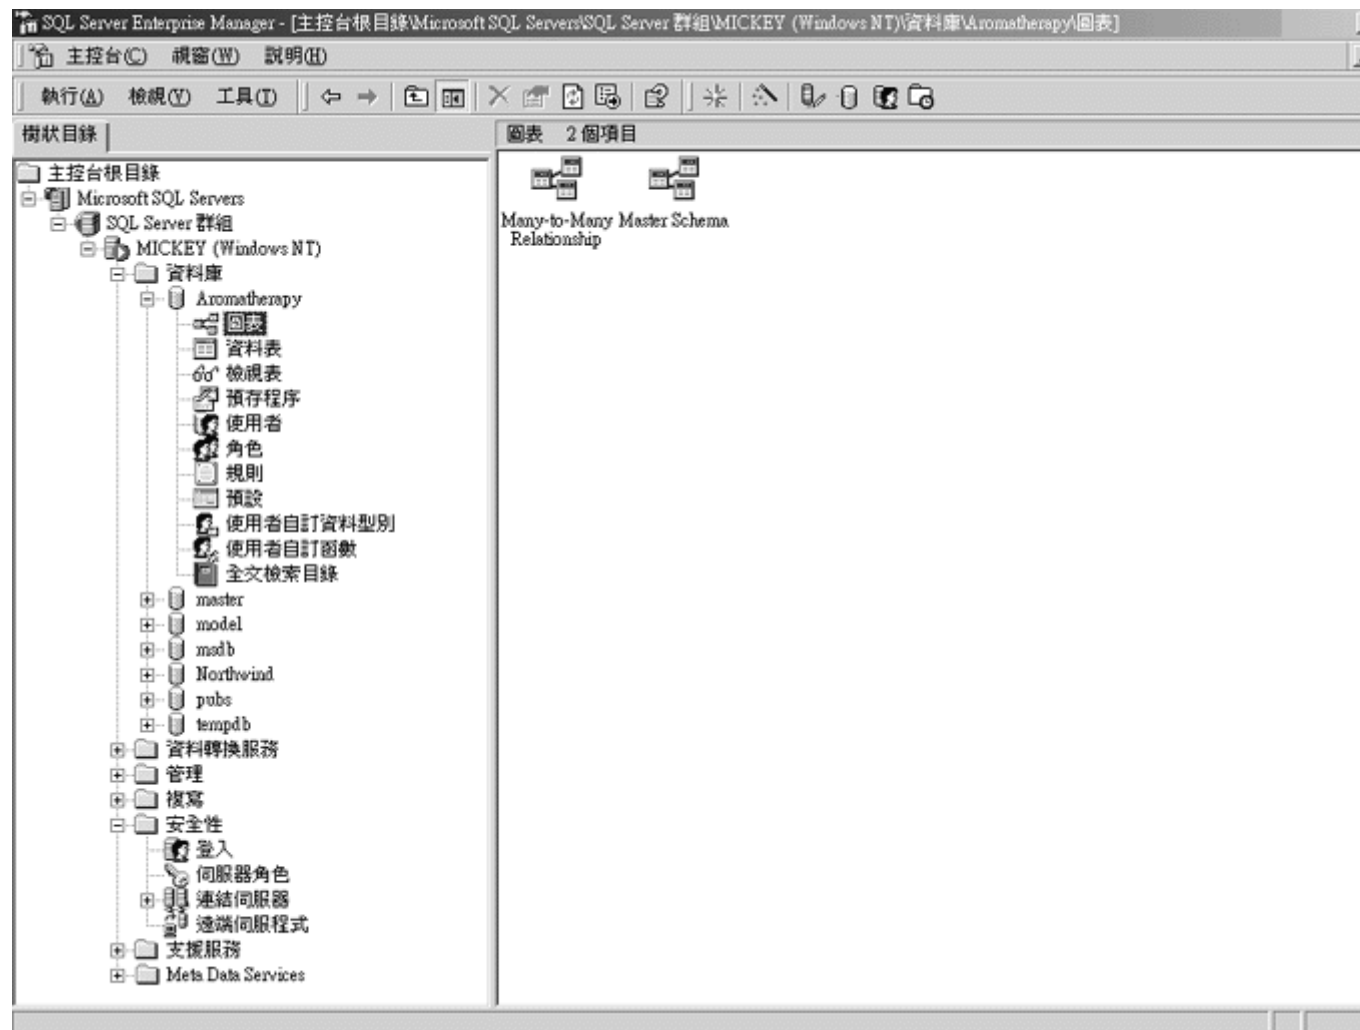 SQL Server Enterprise Manager - [主控台根目錄\Microsoft SQL Servers\SQL Server 群組\MICKEY (Windows NT)\資料庫\Aromatherapy\圖表]
主控台(C) 視窗(W) 說明(H)
執行(A) 檢視(V) 工具(T)
樹狀目錄
圖表 2 個項目
主控台根目錄
Microsoft SQL Servers
SQL Server 群組
MICKEY (Windows NT)
資料庫
Aromatherapy
圖表
資料表
檢視表
預存程序
使用者
角色
規則
預設
使用者自訂資料型別
使用者自訂函數
全文檢索目錄
master
model
msdb
Northwind
pubs
tempdb
資料轉換服務
管理
複寫
安全性
登入
伺服器角色
連結伺服器
遠端伺服程式
支援服務
Meta Data Services
Many-to-Many Relationship
Master Schema